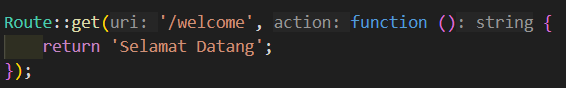 Route::get(uri: '/welcome', action: function (): string {
    return 'Selamat Datang';
});